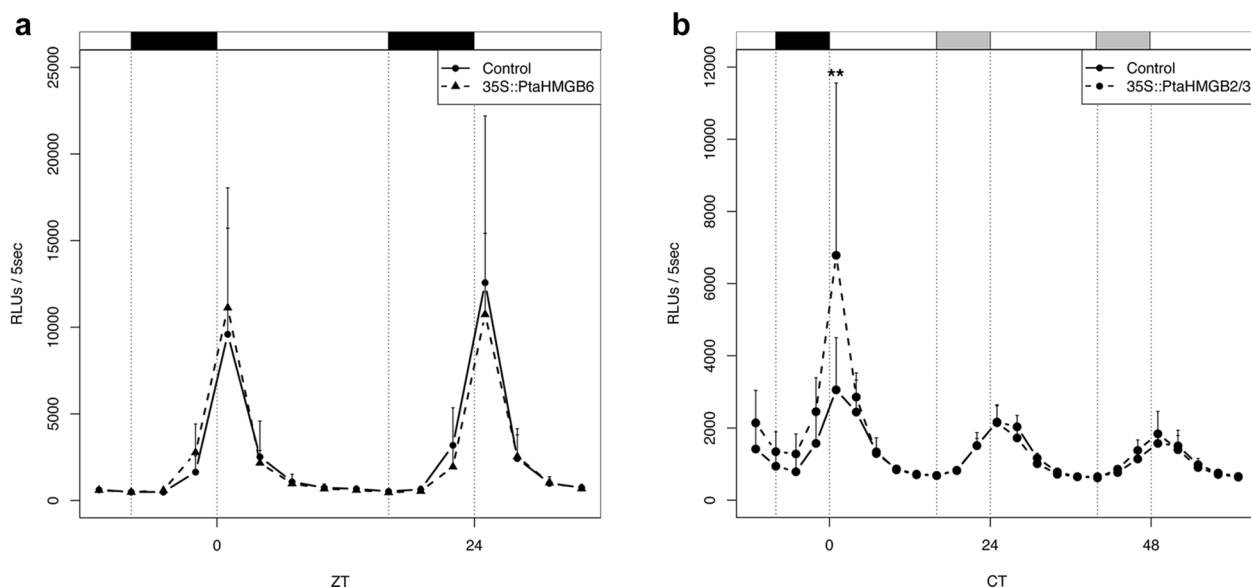 a
25000
20000
15000
10000
5000
0
RLUs / 5sec
Control
35S::PtaHMGB6
0
24
ZT
b
12000
10000
8000
6000
4000
2000
0
RLUs / 5sec
**
Control
35S::PtaHMGB2/3
0
24
48
CT